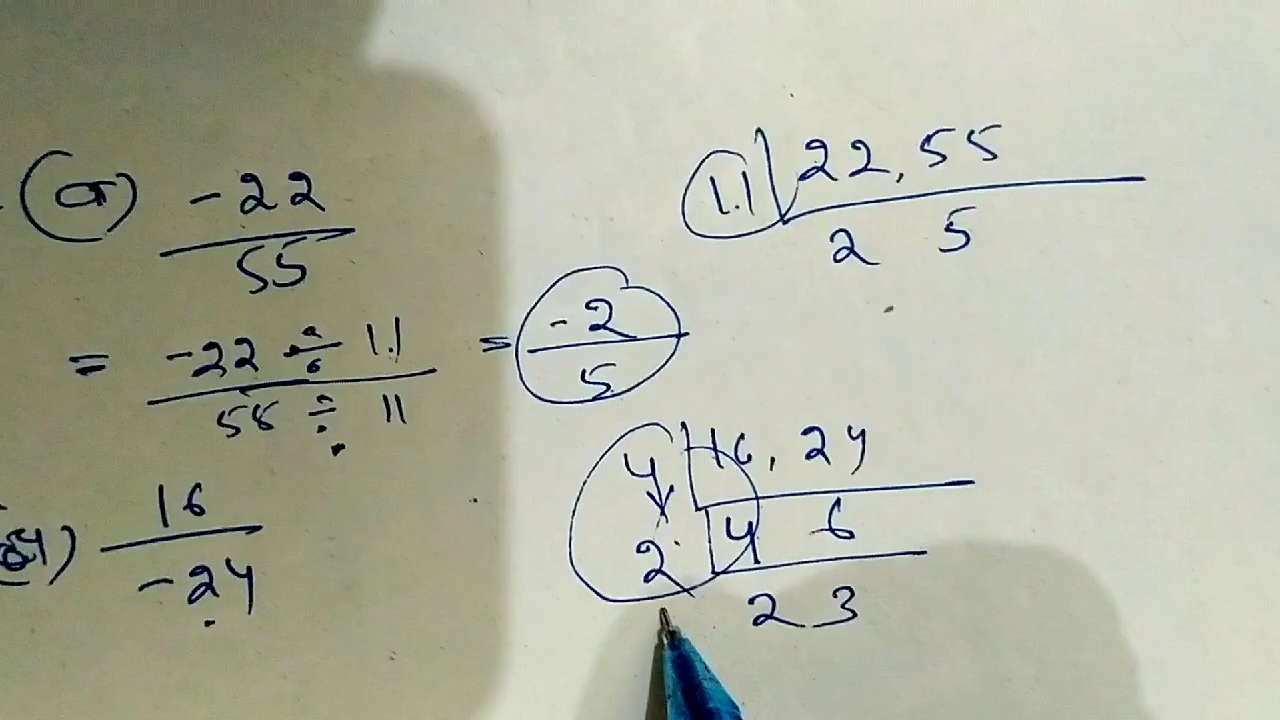 -22
55
11 22, 55
2 5
= -22 ÷ 11 = -2
55 ÷ 11 5
16
-24
4 16, 24
2 4 6
2 3